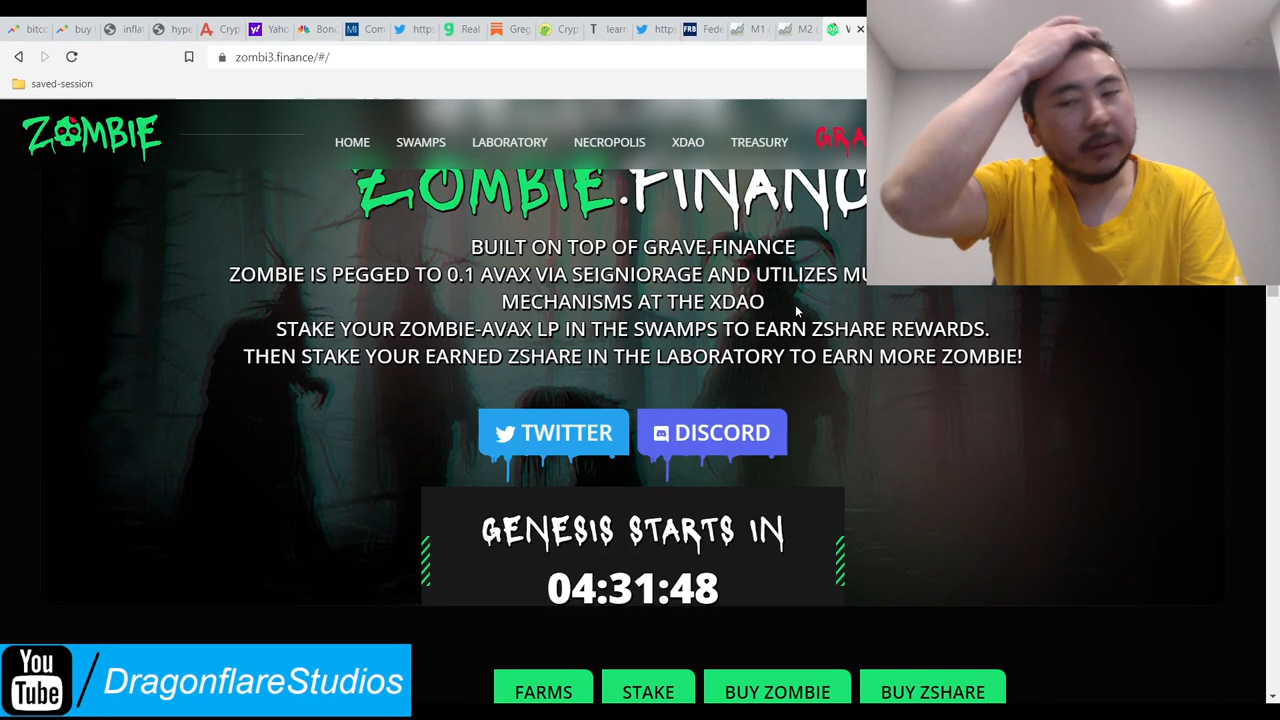 bitco
buy
inflat
hype
Cryp
Yaho
Bonc
Com
http:
Real
Greg
Cryp
learn
http:
Fede
M1
M2
W
zombi3.finance/#/
saved-session
ZOMBIE
HOME
SWAMPS
LABORATORY
NECROPOLIS
XDAO
TREASURY
GRA
ZOMBIE.FINANC
BUILT ON TOP OF GRAVE.FINANCE
ZOMBIE IS PEGGED TO 0.1 AVAX VIA SEIGNIORAGE AND UTILIZES MU
MECHANISMS AT THE XDAO
STAKE YOUR ZOMBIE-AVAX LP IN THE SWAMPS TO EARN ZSHARE REWARDS.
THEN STAKE YOUR EARNED ZSHARE IN THE LABORATORY TO EARN MORE ZOMBIE!
TWITTER
DISCORD
GENESIS STARTS IN
04:31:48
FARMS
STAKE
BUY ZOMBIE
BUY ZSHARE
You
Tube
/ DragonflareStudios